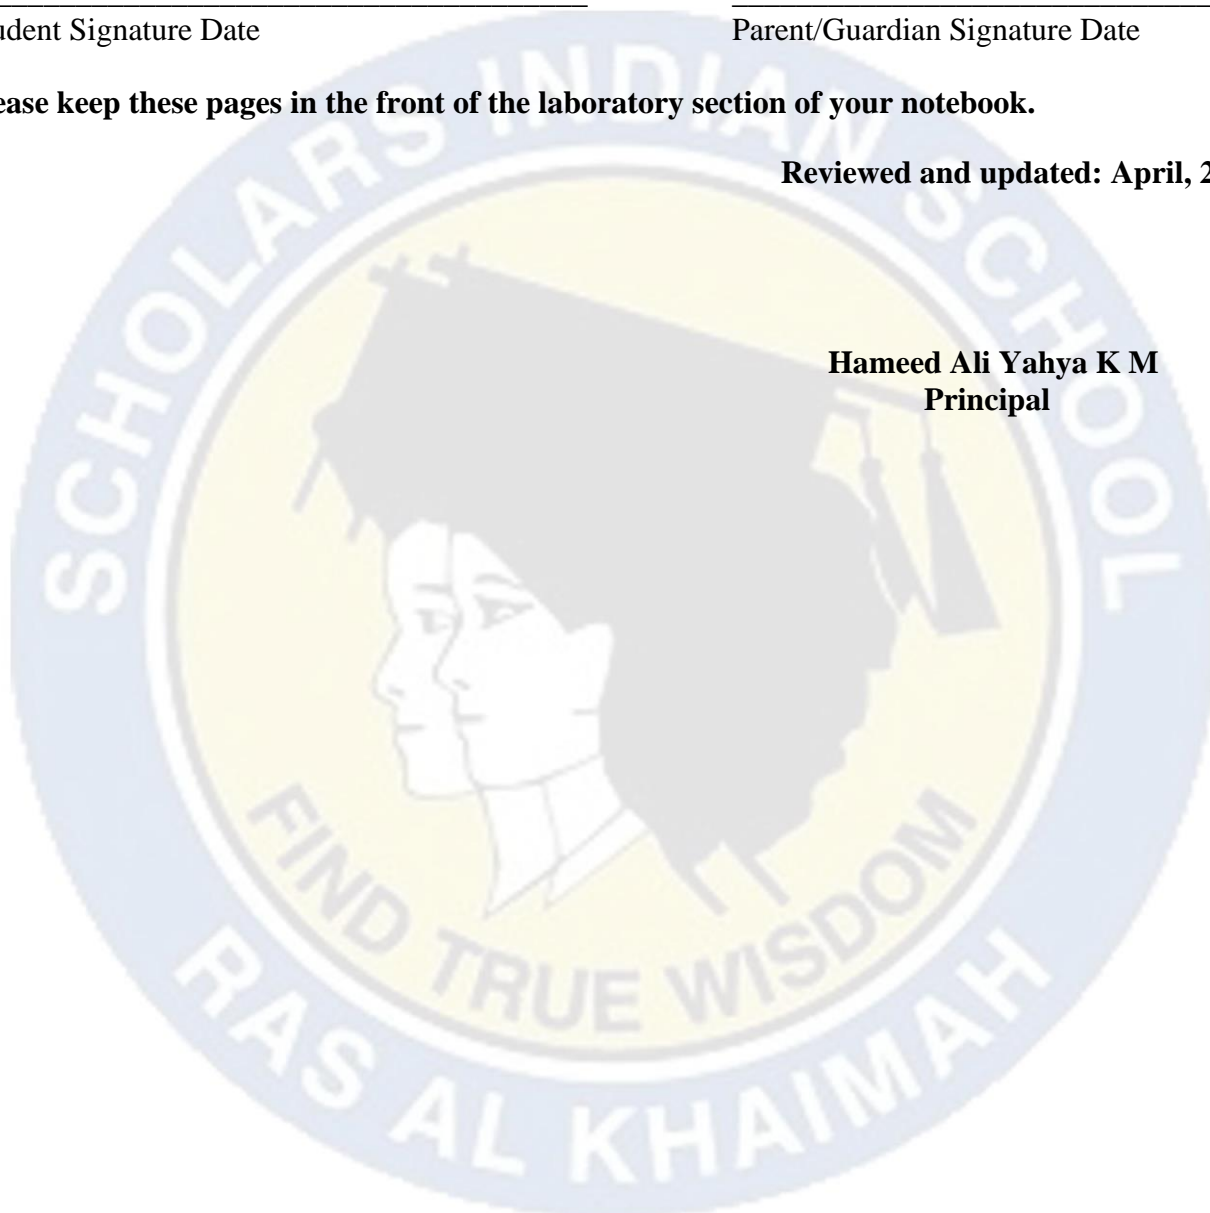 udent Signature Date Parent/Guardian Signature Date
ease keep these pages in the front of the laboratory section of your notebook.
Reviewed and updated: April, 2
Hameed Ali Yahya K M
Principal
SCHOLARS INDIAN SCHOOL
FIND TRUE WISDOM
RAS AL KHAIMAH